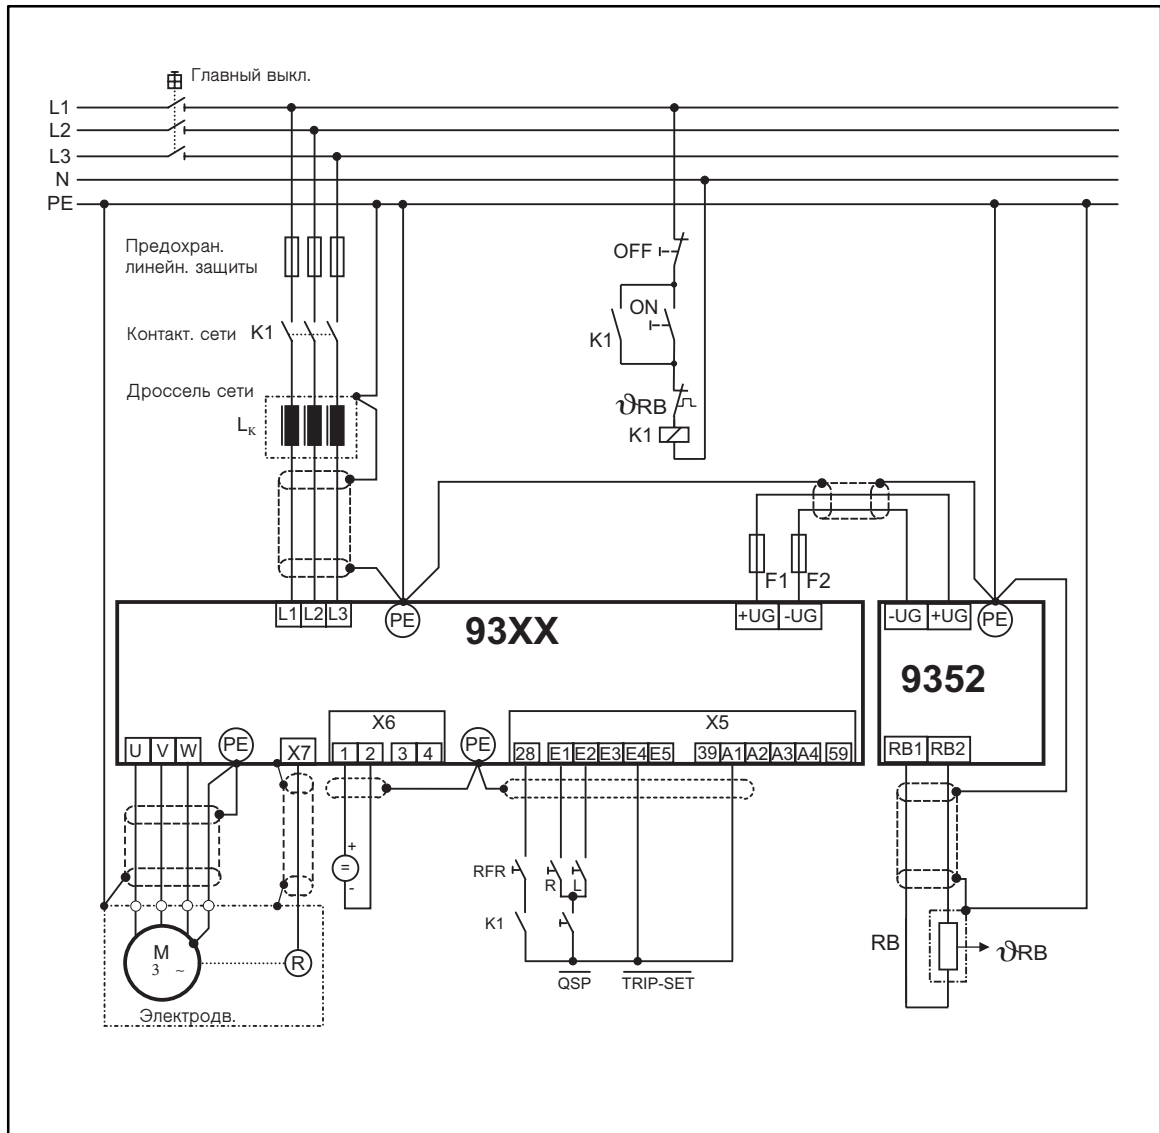 Главный выкл.
L1
L2
L3
N
PE
Предохран.
линейн. защиты
OFF
ON
K1
Контакт. сети K1
Дроссель сети
ϑRB
K1
Lк
F1 F2
L1 L2 L3 PE
93XX
+UG -UG
-UG +UG PE
9352
X6
X5
U V W PE X7
1 2 3 4 PE
28 E1 E2 E3 E4 E5 39 A1 A2 A3 A4 59
RB1 RB2
+
=
-
RFR R L
K1
M
3 ~
R
QSP TRIP-SET
RB ϑRB
Электродв.